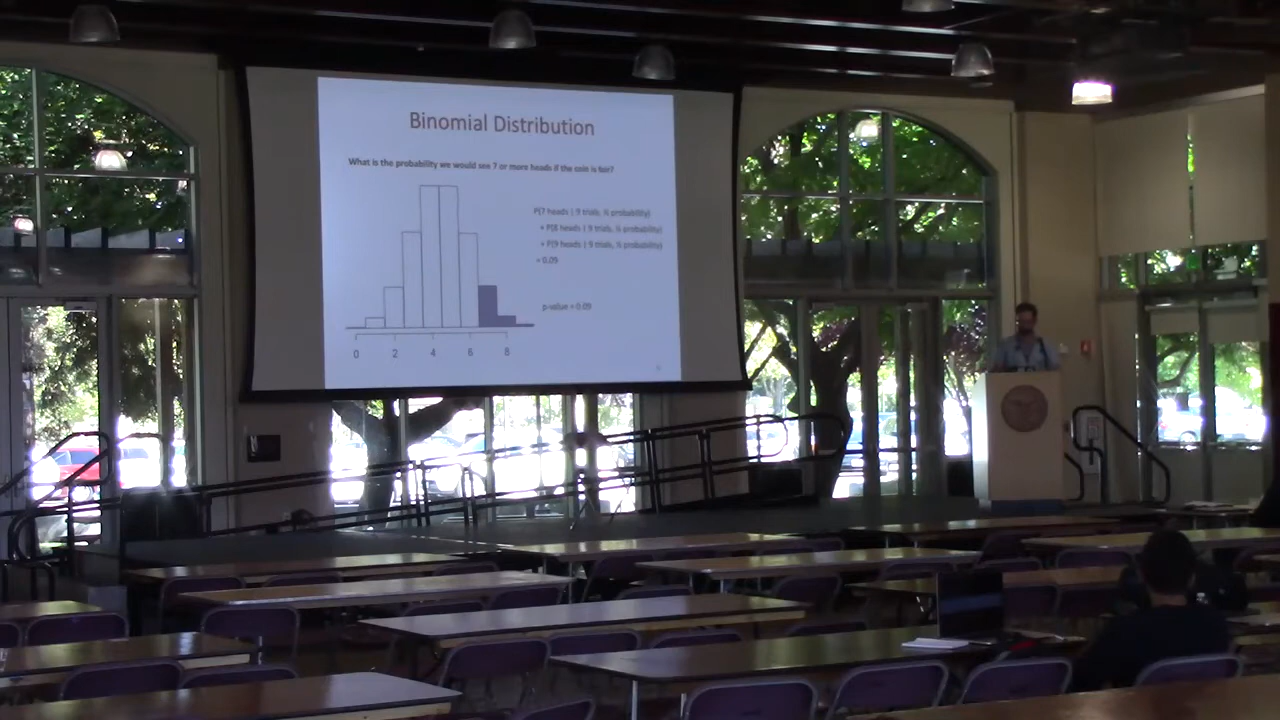 Binomial Distribution
What is the probability we would see 7 or more heads if the coin is fair?
P(7 heads | 9 trials, ½ probability)
+ P(8 heads | 9 trials, ½ probability)
+ P(9 heads | 9 trials, ½ probability)
= 0.09
p-value = 0.09
0 2 4 6 8